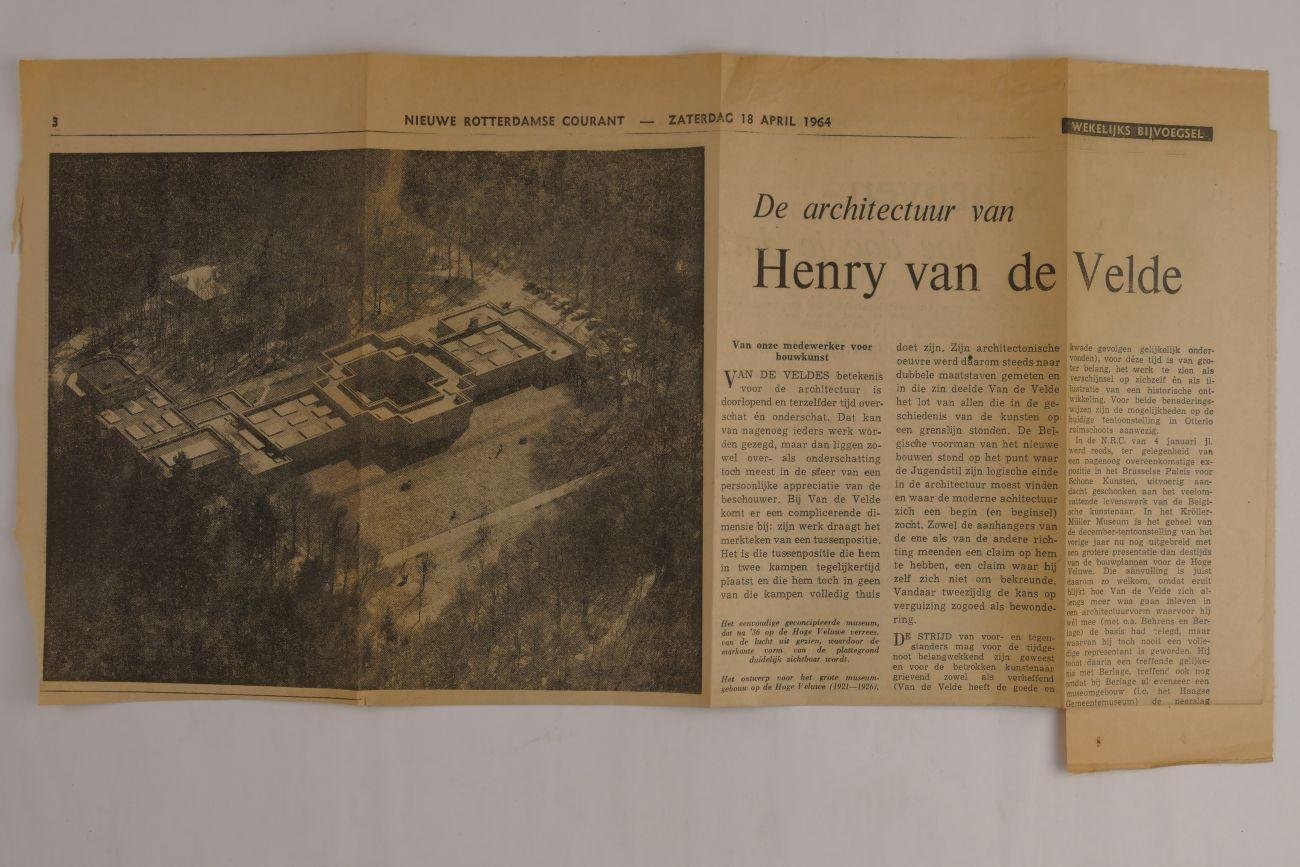 3
NIEUWE ROTTERDAMSE COURANT — ZATERDAG 18 APRIL 1964
WEKELIJKS BIJVOEGSEL
De architectuur van
Henry van de Velde
Van onze medewerker voor
bouwkunst
VAN DE VELDES betekenis
voor de architectuur is
doorlopend en terzelfder tijd over-
schat én onderschat. Dat kan
van nagenoeg ieders werk wor-
den gezegd, maar dan liggen zo-
wel over- als onderschatting
toch meest in de sfeer van een
persoonlijke appreciatie van de
beschouwer. Bij Van de Velde
komt er een complicerende di-
mensie bij: zijn werk draagt het
merkteken van een tussenpositie.
Het is die tussenpositie die hem
in twee kampen tegelijkertijd
plaatst en die hem toch in geen
van die kampen volledig thuis
Het eenvoudige geconcipieerde museum,
dat na '36 op de Hoge Veluwe verrees,
van de lucht uit gezien, waardoor de
markante vorm van de plattegrond
duidelijk zichtbaar wordt.
Het ontwerp voor het grote museum-
gebouw op de Hoge Veluwe (1921—1926).
doet zijn. Zijn architectonische
oeuvre werd daarom steeds naar
dubbele maatstaven gemeten en
in die zin deelde Van de Velde
het lot van allen die in de ge-
schiedenis van de kunsten op
een grenslijn stonden. De Bel-
gische voorman van het nieuwe
bouwen stond op het punt waar
de Jugendstil zijn logische einde
in de architectuur moest vinden
en waar de moderne achitectuur
zich een begin (en beginsel)
zocht. Zowel de aanhangers van
de ene als van de andere rich-
ting meenden een claim op hem
te hebben, een claim waar hij
zelf zich niet om bekreunde.
Vandaar tweezijdig de kans op
verguizing zogoed als bewonde-
ring.
DE STRIJD van voor- en tegen-
standers mag voor de tijdge-
noot belangwekkend zijn geweest
en voor de betrokken kunstenaar
grievend zowel als verheffend
(Van de Velde heeft de goede en
kwade gevolgen gelijkelijk onder-
vonden), voor déze tijd is van gro-
ter belang, het werk te zien als
verschijnsel op zichzelf èn als il-
lustratie van een historische ont-
wikkeling. Voor beide benaderings-
wijzen zijn de mogelijkheden op de
huidige tentoonstelling in Otterlo
ruimschoots aanwezig.
In de N.R.C. van 4 januari jl.
werd reeds, ter gelegenheid van
een nagenoeg overeenkomstige ex-
positie in het Brusselse Paleis voor
Schone Kunsten, uitvoerig aan-
dacht geschonken aan het veelom-
vattende levenswerk van de Belgi-
sche kunstenaar. In het Kröller-
Müller Museum is het geheel van
de december-tentoonstelling van het
vorige jaar nu nog uitgebreid met
een grotere presentatie dan destijds
van de bouwplannen voor de Hoge
Veluwe. Die aanvulling is juist
daarom zo welkom, omdat eruit
blijkt hoe Van de Velde zich al-
lengs meer was gaan inleven in
een architectuurvorm waarvoor hij
wél mee (met o.a. Behrens en Ber-
lage) de basis had gelegd, maar
waarvan hij toch nooit een volle-
dige representant is geworden. Hij
toont daarin een treffende gelijke-
nis met Berlage, treffend ook nog
omdat bij Berlage al evenzeer een
museumgebouw (i.c. het Haagse
Gemeentemuseum) de neerslag